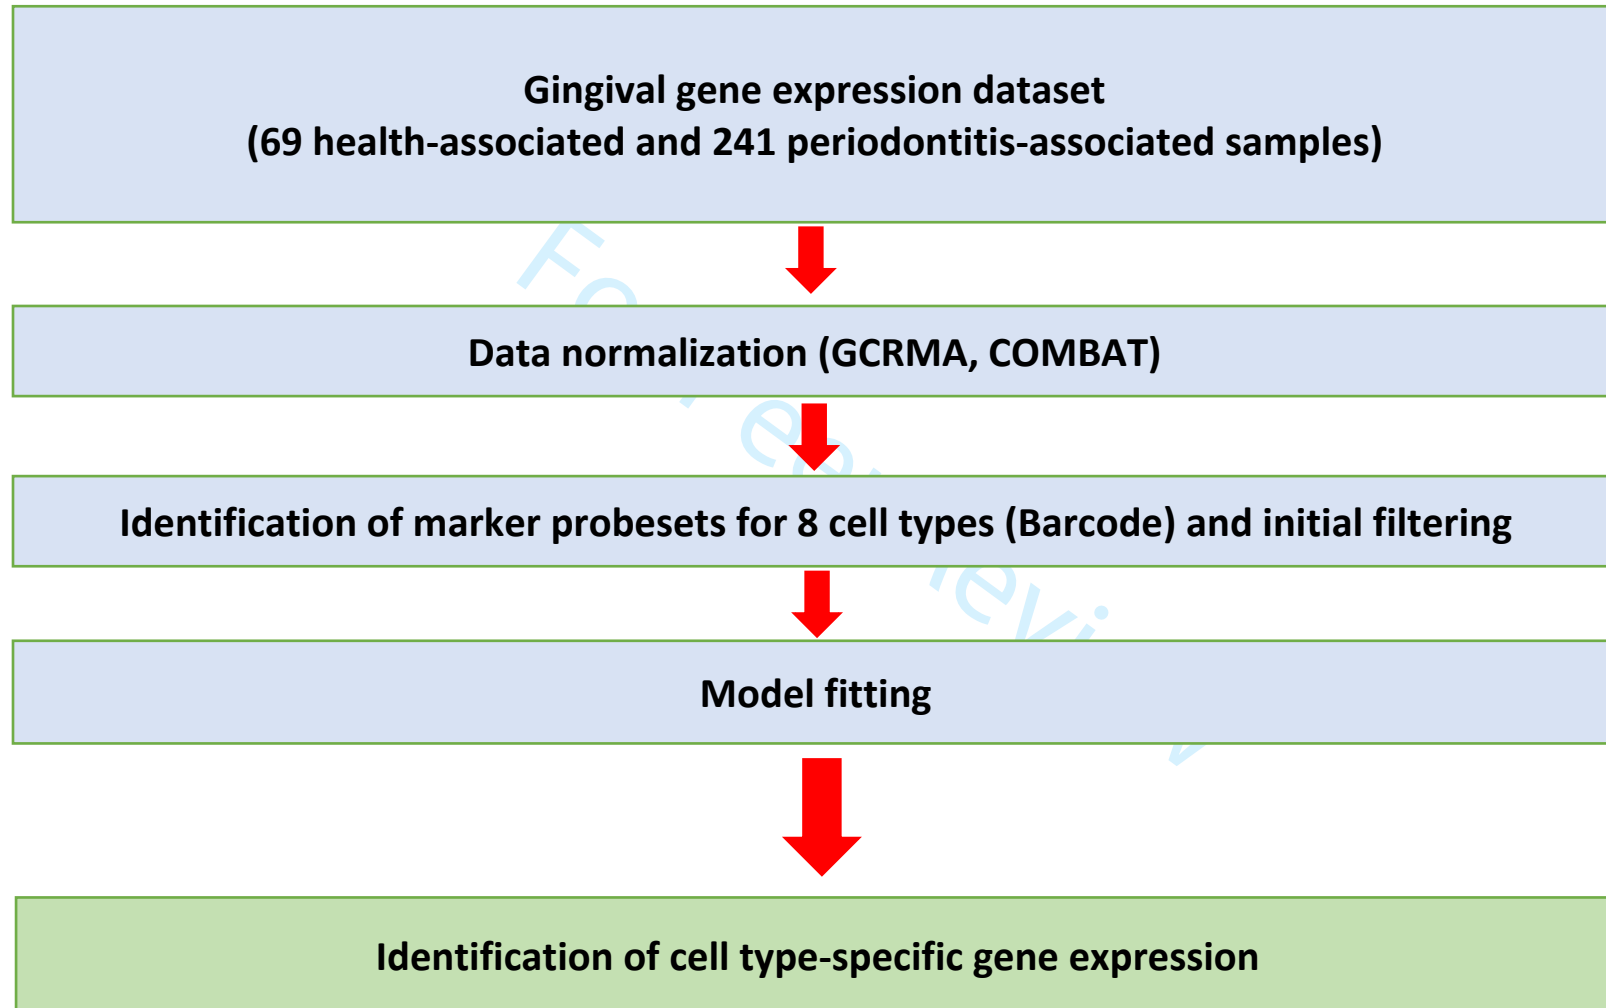 Gingival gene expression dataset
(69 health-associated and 241 periodontitis-associated samples)
Data normalization (GCRMA, COMBAT)
Identification of marker probesets for 8 cell types (Barcode) and initial filtering
Model fitting
Identification of cell type-specific gene expression